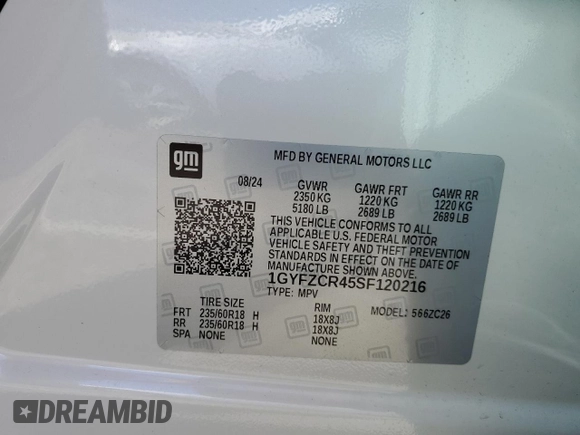 gm
MFD BY GENERAL MOTORS LLC
08/24 GVWR GAWR FRT GAWR RR
2350 KG 1220 KG 1220 KG
5180 LB 2689 LB 2689 LB
THIS VEHICLE CONFORMS TO ALL
APPLICABLE U.S. FEDERAL MOTOR
VEHICLE SAFETY AND THEFT PREVENTION
STANDARDS IN EFFECT ON THE DATE OF
MANUFACTURE SHOWN ABOVE.
1GYFZCR45SF120216
TYPE: MPV MODEL: 566ZC26
TIRE SIZE RIM
FRT 235/60R18 H 18X8J
RR 235/60R18 H 18X8J
SPA NONE NONE
DREAMBID